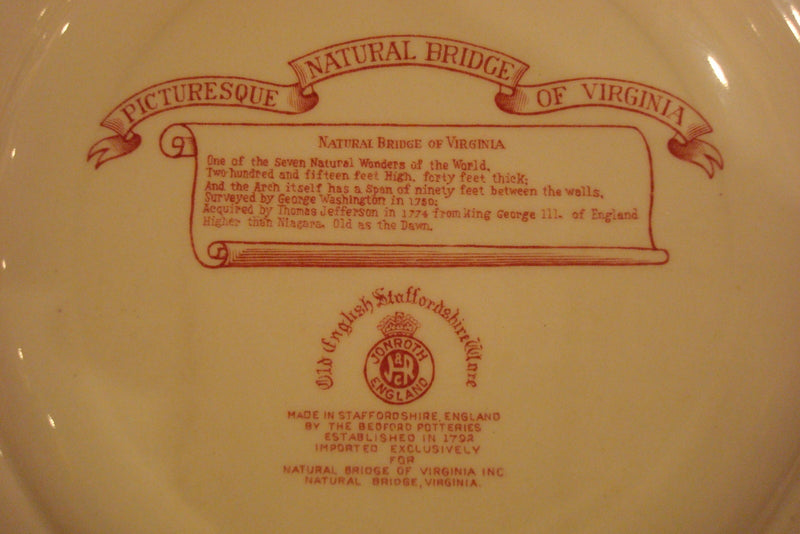 PICTURESQUE NATURAL BRIDGE OF VIRGINIA
NATURAL BRIDGE OF VIRGINIA
One of the Seven Natural Wonders of the World.
Two hundred and fifteen feet High. forty feet thick;
And the Arch itself has a Span of ninety feet between the walls.
Surveyed by George Washington in 1750;
Acquired by Thomas Jefferson in 1774 from King George III. of England
Higher than Niagara. Old as the Dawn.
Old English Staffordshire Ware
JONROTH
J&R
Co
ENGLAND
MADE IN STAFFORDSHIRE, ENGLAND
BY THE BEDFORD POTTERIES
ESTABLISHED IN 1792
IMPORTED EXCLUSIVELY
FOR
NATURAL BRIDGE OF VIRGINIA INC
NATURAL BRIDGE, VIRGINIA.